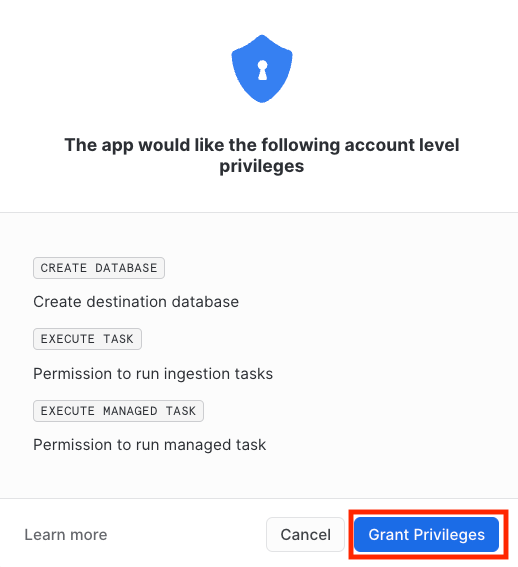 The app would like the following account level
privileges
CREATE DATABASE
Create destination database
EXECUTE TASK
Permission to run ingestion tasks
EXECUTE MANAGED TASK
Permission to run managed task
Learn more
Cancel
Grant Privileges